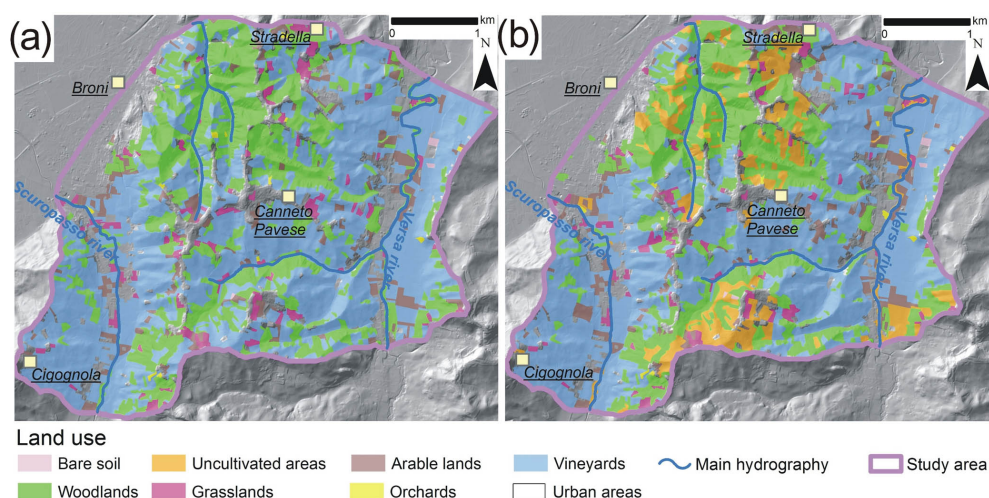 (a)
Stradella
km
0 1
N
Broni
Scuropasso river
Canneto
Pavese
Versa river
Cigognola
(b)
Stradella
km
0 1
N
Broni
Scuropasso river
Canneto
Pavese
Versa river
Cigognola
Land use
Bare soil Uncultivated areas Arable lands Vineyards Main hydrography Study area
Woodlands Grasslands Orchards Urban areas